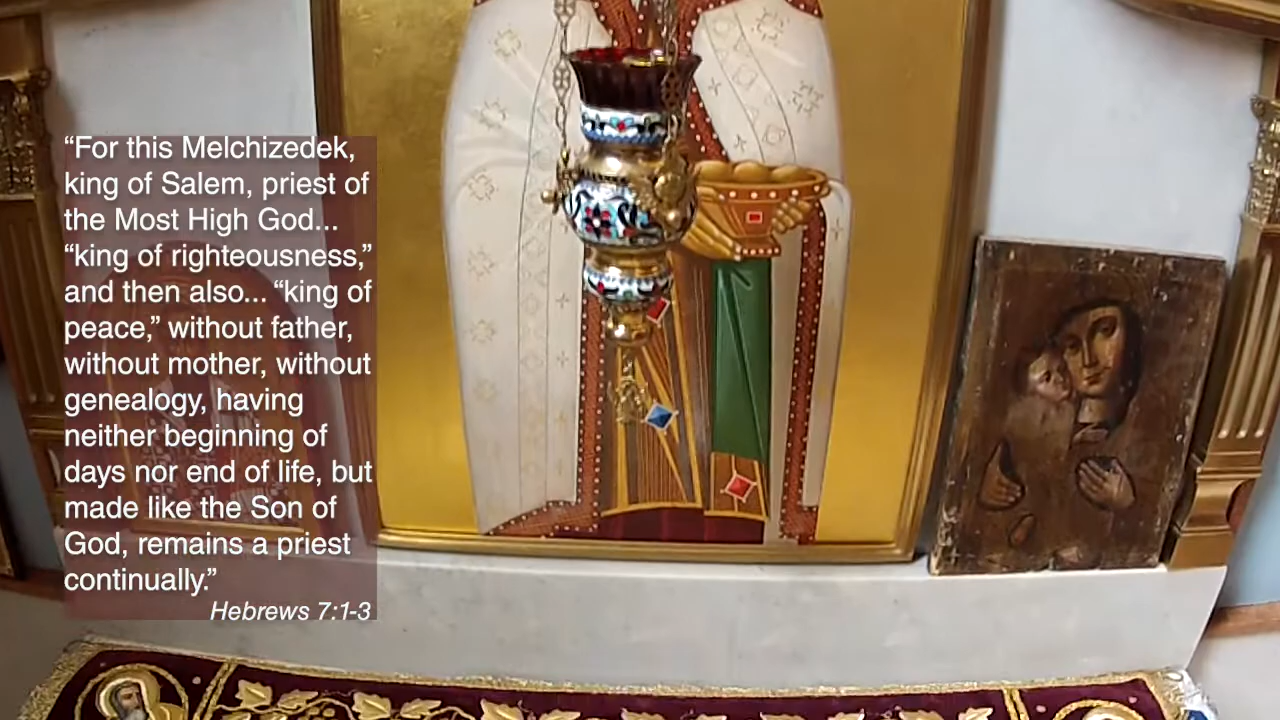 “For this Melchizedek,
king of Salem, priest of
the Most High God...
“king of righteousness,”
and then also... “king of
peace,” without father,
without mother, without
genealogy, having
neither beginning of
days nor end of life, but
made like the Son of
God, remains a priest
continually.”
Hebrews 7:1-3